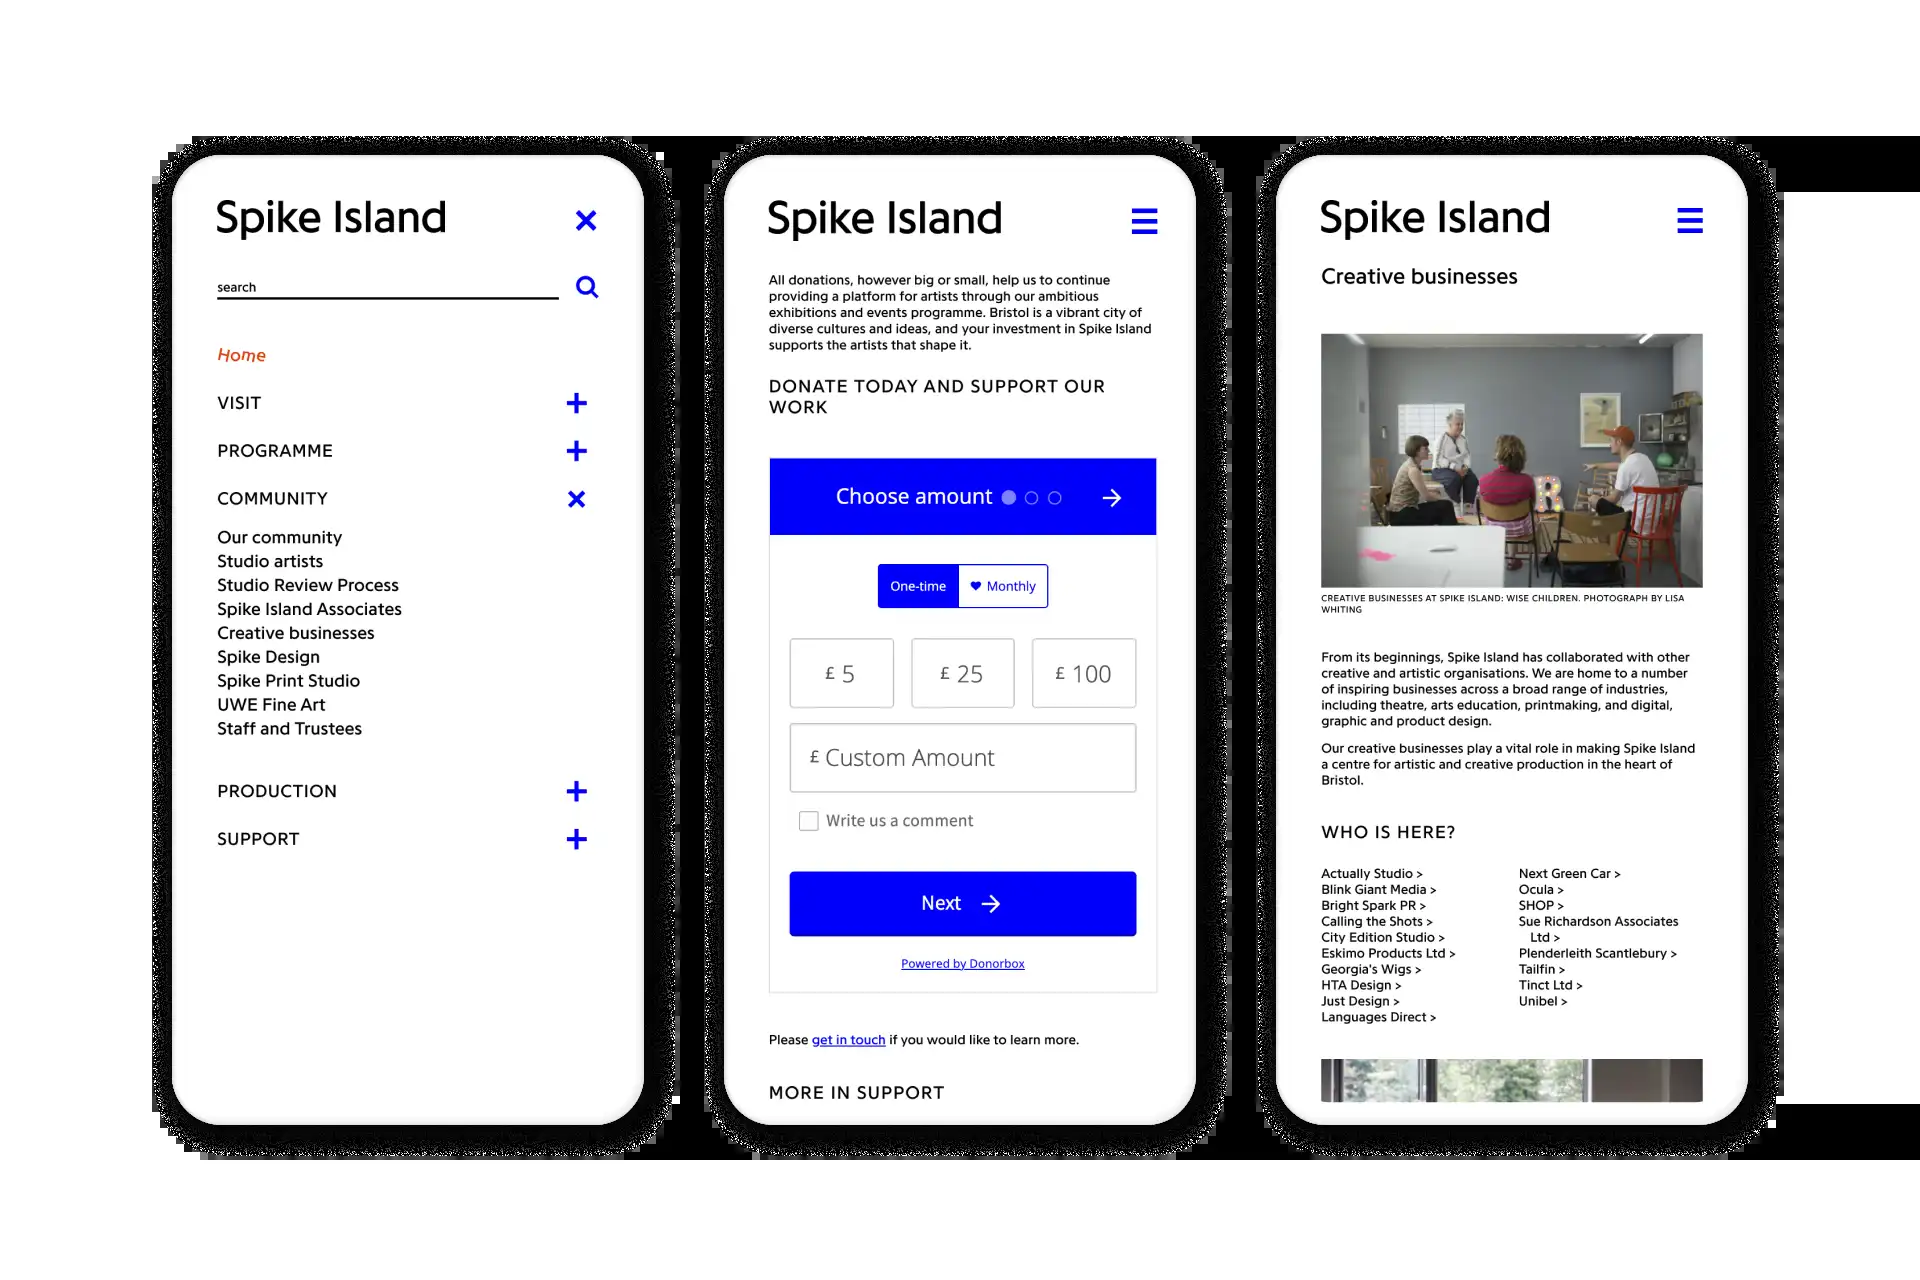 Spike Island
search
Home
VISIT
PROGRAMME
COMMUNITY
Our community
Studio artists
Studio Review Process
Spike Island Associates
Creative businesses
Spike Design
Spike Print Studio
UWE Fine Art
Staff and Trustees
PRODUCTION
SUPPORT
Spike Island
All donations, however big or small, help us to continue
providing a platform for artists through our ambitious
exhibitions and events programme. Bristol is a vibrant city of
diverse cultures and ideas, and your investment in Spike Island
supports the artists that shape it.
DONATE TODAY AND SUPPORT OUR
WORK
Choose amount
One-time
Monthly
£ 5
£ 25
£ 100
£ Custom Amount
Write us a comment
Next
Powered by Donorbox
Please get in touch if you would like to learn more.
MORE IN SUPPORT
Spike Island
Creative businesses
CREATIVE BUSINESSES AT SPIKE ISLAND: WISE CHILDREN. PHOTOGRAPH BY LISA
WHITING
From its beginnings, Spike Island has collaborated with other
creative and artistic organisations. We are home to a number
of inspiring businesses across a broad range of industries,
including theatre, arts education, printmaking, and digital,
graphic and product design.
Our creative businesses play a vital role in making Spike Island
a centre for artistic and creative production in the heart of
Bristol.
WHO IS HERE?
Actually Studio >
Blink Giant Media >
Bright Spark PR >
Calling the Shots >
City Edition Studio >
Eskimo Products Ltd >
Georgia's Wigs >
HTA Design >
Just Design >
Languages Direct >
Next Green Car >
Ocula >
SHOP >
Sue Richardson Associates
Ltd >
Plenderleith Scantlebury >
Tailfin >
Tinct Ltd >
Unibel >